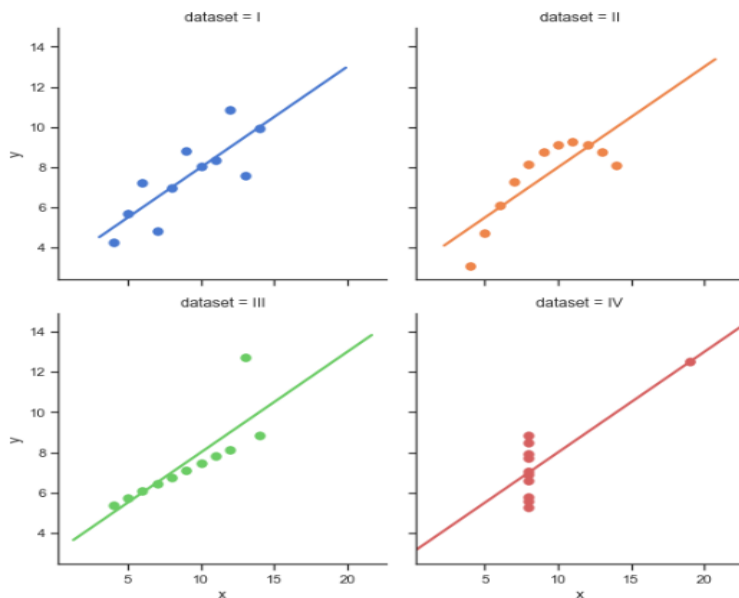 dataset = I
dataset = II
14
12
10
8
6
4
y
dataset = III
dataset = IV
14
12
10
8
6
4
y
5
10
15
20
x
5
10
15
20
x